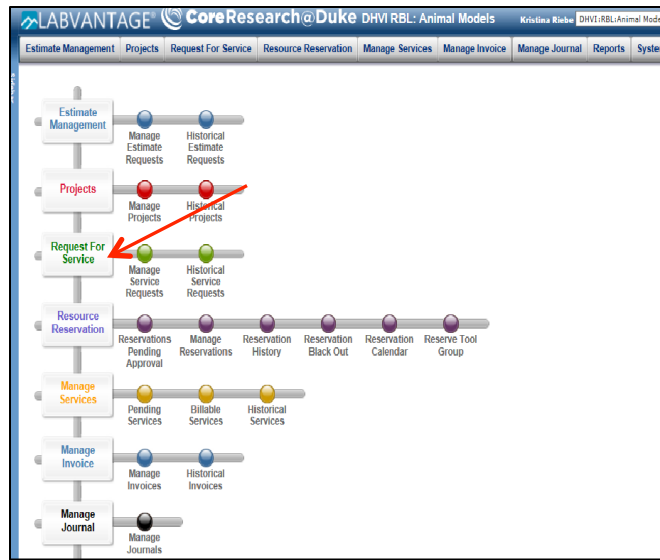 LABVANTAGE® CoreResearch@Duke DHVI RBL: Animal Models Kristina Riebe DHVI:RBL:Animal Mode
Estimate Management Projects Request For Service Resource Reservation Manage Services Manage Invoice Manage Journal Reports Syste
Estimate
Management
Manage
Estimate
Requests
Historical
Estimate
Requests
Projects
Manage
Projects
Historical
Projects
Request For
Service
Manage
Service
Requests
Historical
Service
Requests
Resource
Reservation
Reservations
Pending
Approval
Manage
Reservations
Reservation
History
Reservation
Black Out
Reservation
Calendar
Reserve Tool
Group
Manage
Services
Pending
Services
Billable
Services
Historical
Services
Manage
Invoice
Manage
Invoices
Historical
Invoices
Manage
Journal
Manage
Journals